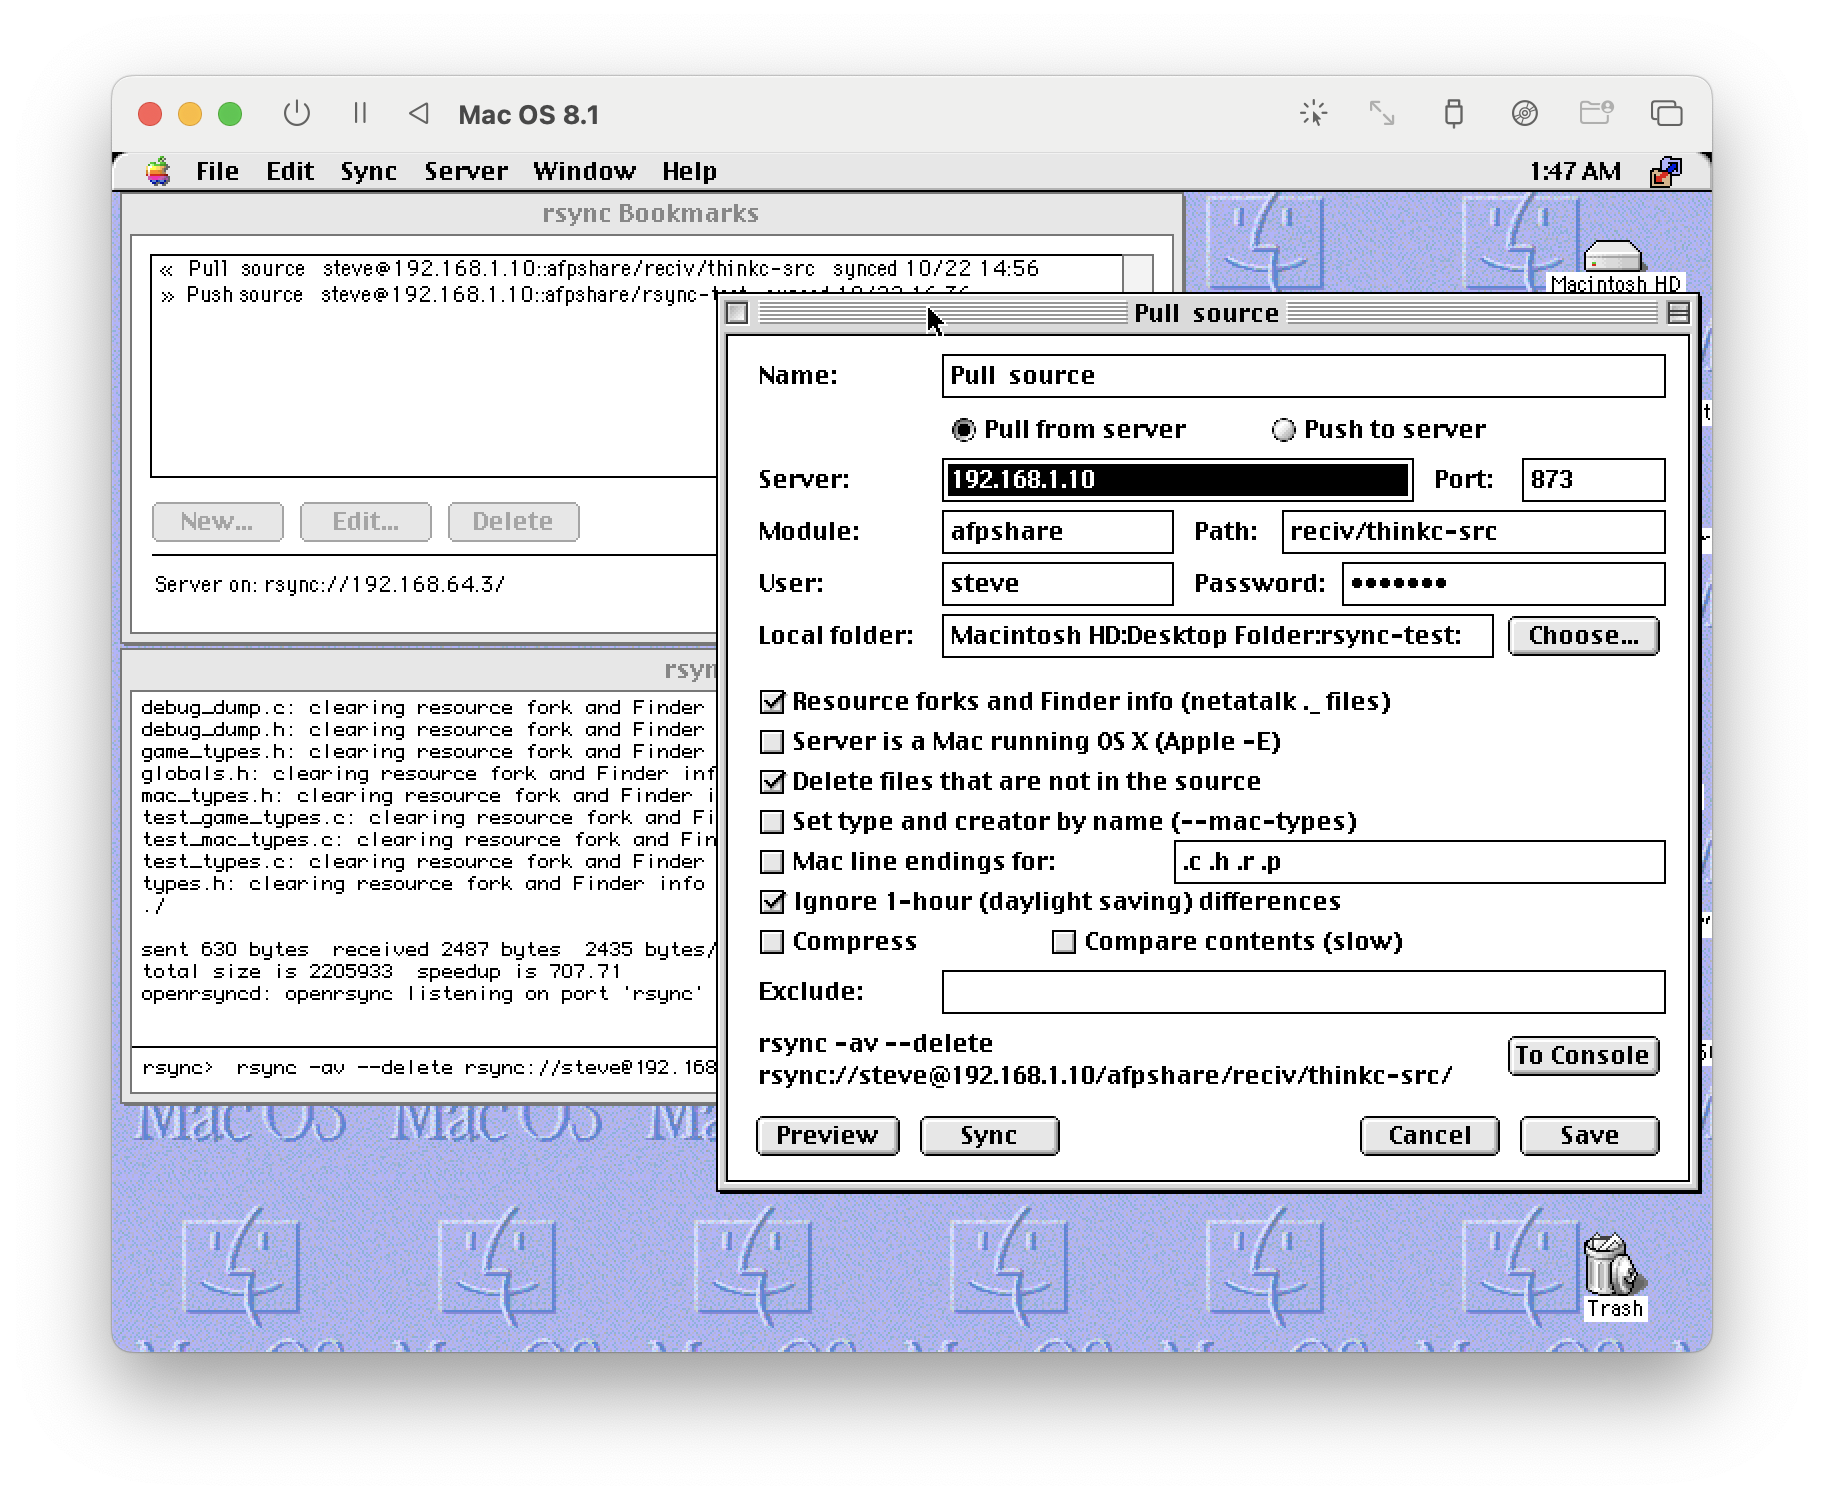 Mac OS 8.1
File Edit Sync Server Window Help 1:47 AM
rsync Bookmarks
« Pull source steve@192.168.1.10::afpshare/reciv/thinkc-src synced 10/22 14:56
» Push source steve@192.168.1.10::afpshare/rsync-
New... Edit... Delete
Server on: rsync://192.168.64.3/
rsyn
debug_dump.c: clearing resource fork and Finder
debug_dump.h: clearing resource fork and Finder
game_types.h: clearing resource fork and Finder
globals.h: clearing resource fork and Finder inf
mac_types.h: clearing resource fork and Finder i
test_game_types.c: clearing resource fork and Fi
test_mac_types.c: clearing resource fork and Fin
test_types.c: clearing resource fork and Finder
types.h: clearing resource fork and Finder info
./
sent 630 bytes received 2487 bytes 2435 bytes/
total size is 2205933 speedup is 707.71
openrsyncd: openrsync listening on port 'rsync'
rsync> rsync -av --delete rsync://steve@192.168
Pull source
Name: Pull source
Pull from server Push to server
Server: 192.168.1.10 Port: 873
Module: afpshare Path: reciv/thinkc-src
User: steve Password: •••••••
Local folder: Macintosh HD:Desktop Folder:rsync-test: Choose...
Resource forks and Finder info (netatalk ._ files)
Server is a Mac running OS X (Apple -E)
Delete files that are not in the source
Set type and creator by name (--mac-types)
Mac line endings for: .c .h .r .p
Ignore 1-hour (daylight saving) differences
Compress Compare contents (slow)
Exclude:
rsync -av --delete
rsync://steve@192.168.1.10/afpshare/reciv/thinkc-src/
To Console
Preview Sync Cancel Save
Macintosh HD
Mac OS Mac OS Mac
Trash